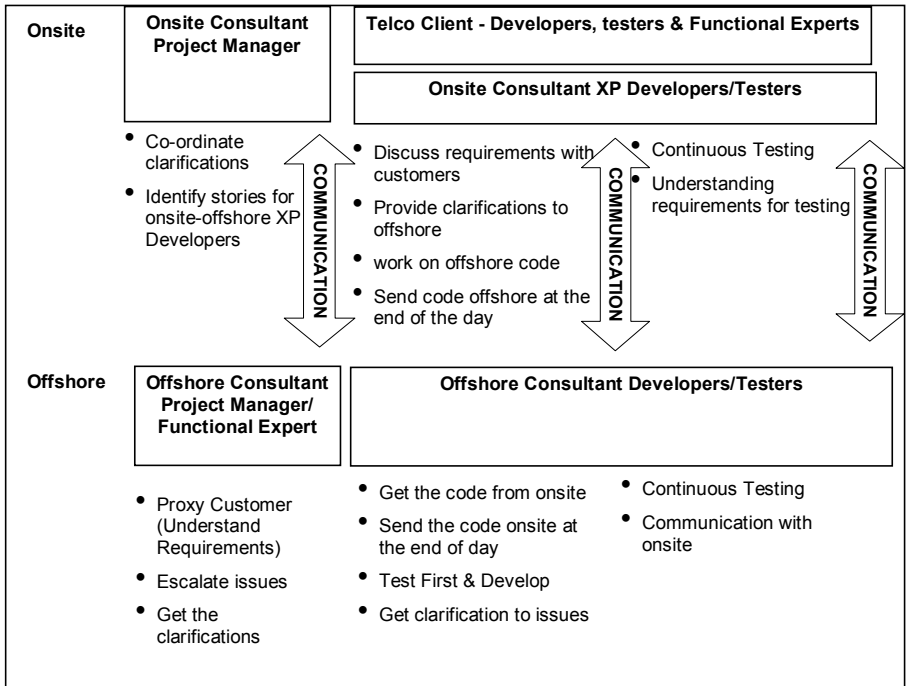 Onsite
Onsite Consultant
Project Manager
Telco Client - Developers, testers & Functional Experts
Onsite Consultant XP Developers/Testers
• Co-ordinate
clarifications
• Identify stories for
onsite-offshore XP
Developers
COMMUNICATION
• Discuss requirements with
customers
• Provide clarifications to
offshore
• work on offshore code
• Send code offshore at the
end of the day
COMMUNICATION
• Continuous Testing
• Understanding
requirements for testing
COMMUNICATION
Offshore
Offshore Consultant
Project Manager/
Functional Expert
Offshore Consultant Developers/Testers
• Proxy Customer
(Understand
Requirements)
• Escalate issues
• Get the
clarifications
• Get the code from onsite
• Send the code onsite at
the end of day
• Test First & Develop
• Get clarification to issues
• Continuous Testing
• Communication with
onsite